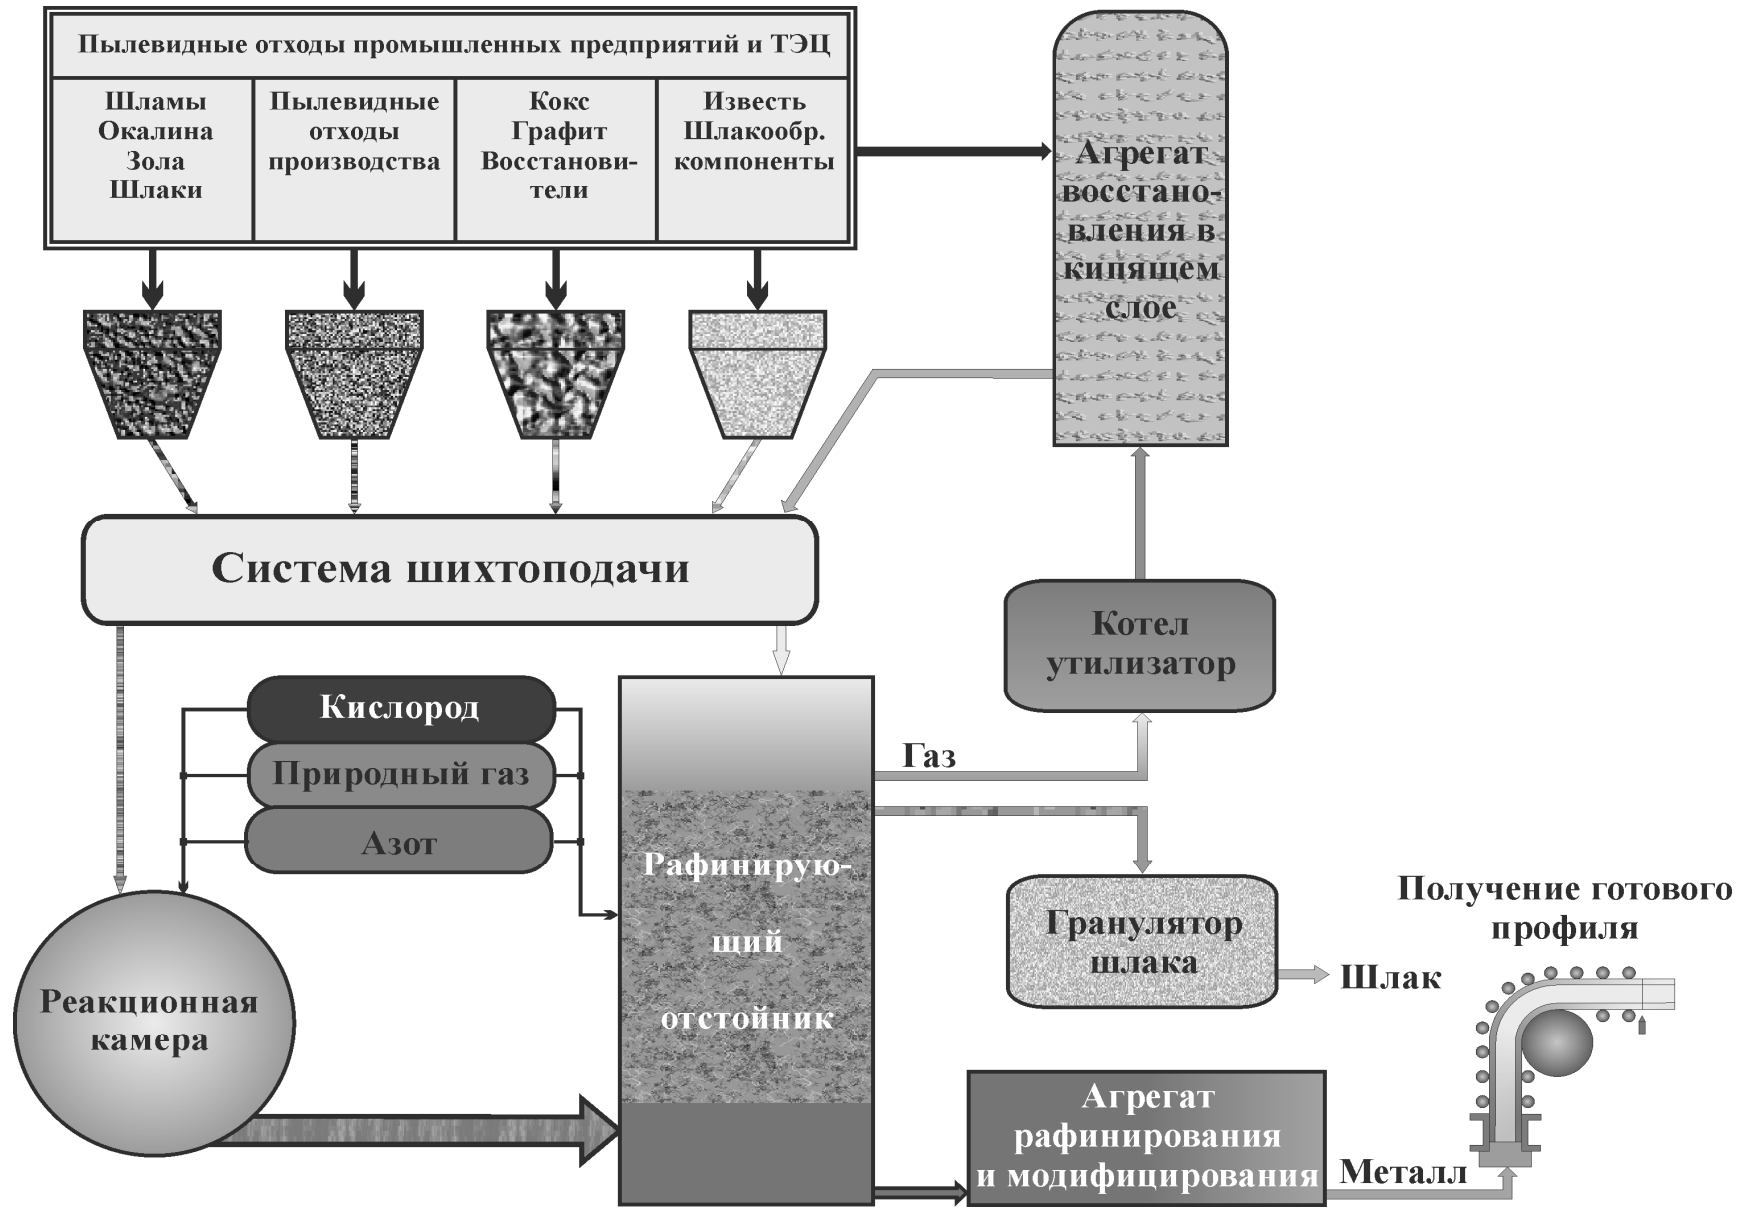 Пылевидные отходы промышленных предприятий и ТЭЦ
Шламы
Окалина
Зола
Шлаки
Пылевидные
отходы
производства
Кокс
Графит
Восстанови-
тели
Известь
Шлакообр.
компоненты
Агрегат
восстано-
вления в
кипящем
слое
Система шихтоподачи
Котел
утилизатор
Кислород
Природный газ
Азот
Газ
Рафинирую-
щий
отстойник
Гранулятор
шлака
Шлак
Получение готового
профиля
Реакционная
камера
Агрегат
рафинирования
и модифицирования
Металл